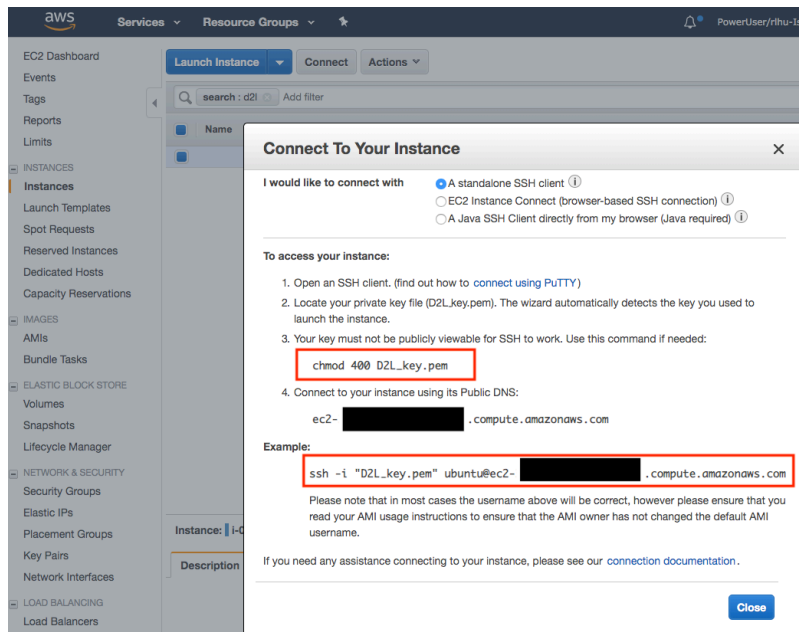 aws
Services
Resource Groups
PowerUser/rlhu-Is
EC2 Dashboard
Events
Tags
Reports
Limits
INSTANCES
Instances
Launch Templates
Spot Requests
Reserved Instances
Dedicated Hosts
Capacity Reservations
IMAGES
AMIs
Bundle Tasks
ELASTIC BLOCK STORE
Volumes
Snapshots
Lifecycle Manager
NETWORK & SECURITY
Security Groups
Elastic IPs
Placement Groups
Key Pairs
Network Interfaces
LOAD BALANCING
Load Balancers
Launch Instance
Connect
Actions
search : d2l
Add filter
Name
Connect To Your Instance
I would like to connect with
A standalone SSH client
EC2 Instance Connect (browser-based SSH connection)
A Java SSH Client directly from my browser (Java required)
To access your instance:
1. Open an SSH client. (find out how to connect using PuTTY)
2. Locate your private key file (D2L_key.pem). The wizard automatically detects the key you used to
launch the instance.
3. Your key must not be publicly viewable for SSH to work. Use this command if needed:
chmod 400 D2L_key.pem
4. Connect to your instance using its Public DNS:
ec2- .compute.amazonaws.com
Example:
ssh -i "D2L_key.pem" ubuntu@ec2- .compute.amazonaws.com
Please note that in most cases the username above will be correct, however please ensure that you
read your AMI usage instructions to ensure that the AMI owner has not changed the default AMI
username.
If you need any assistance connecting to your instance, please see our connection documentation.
Close
Instance: i-0
Description